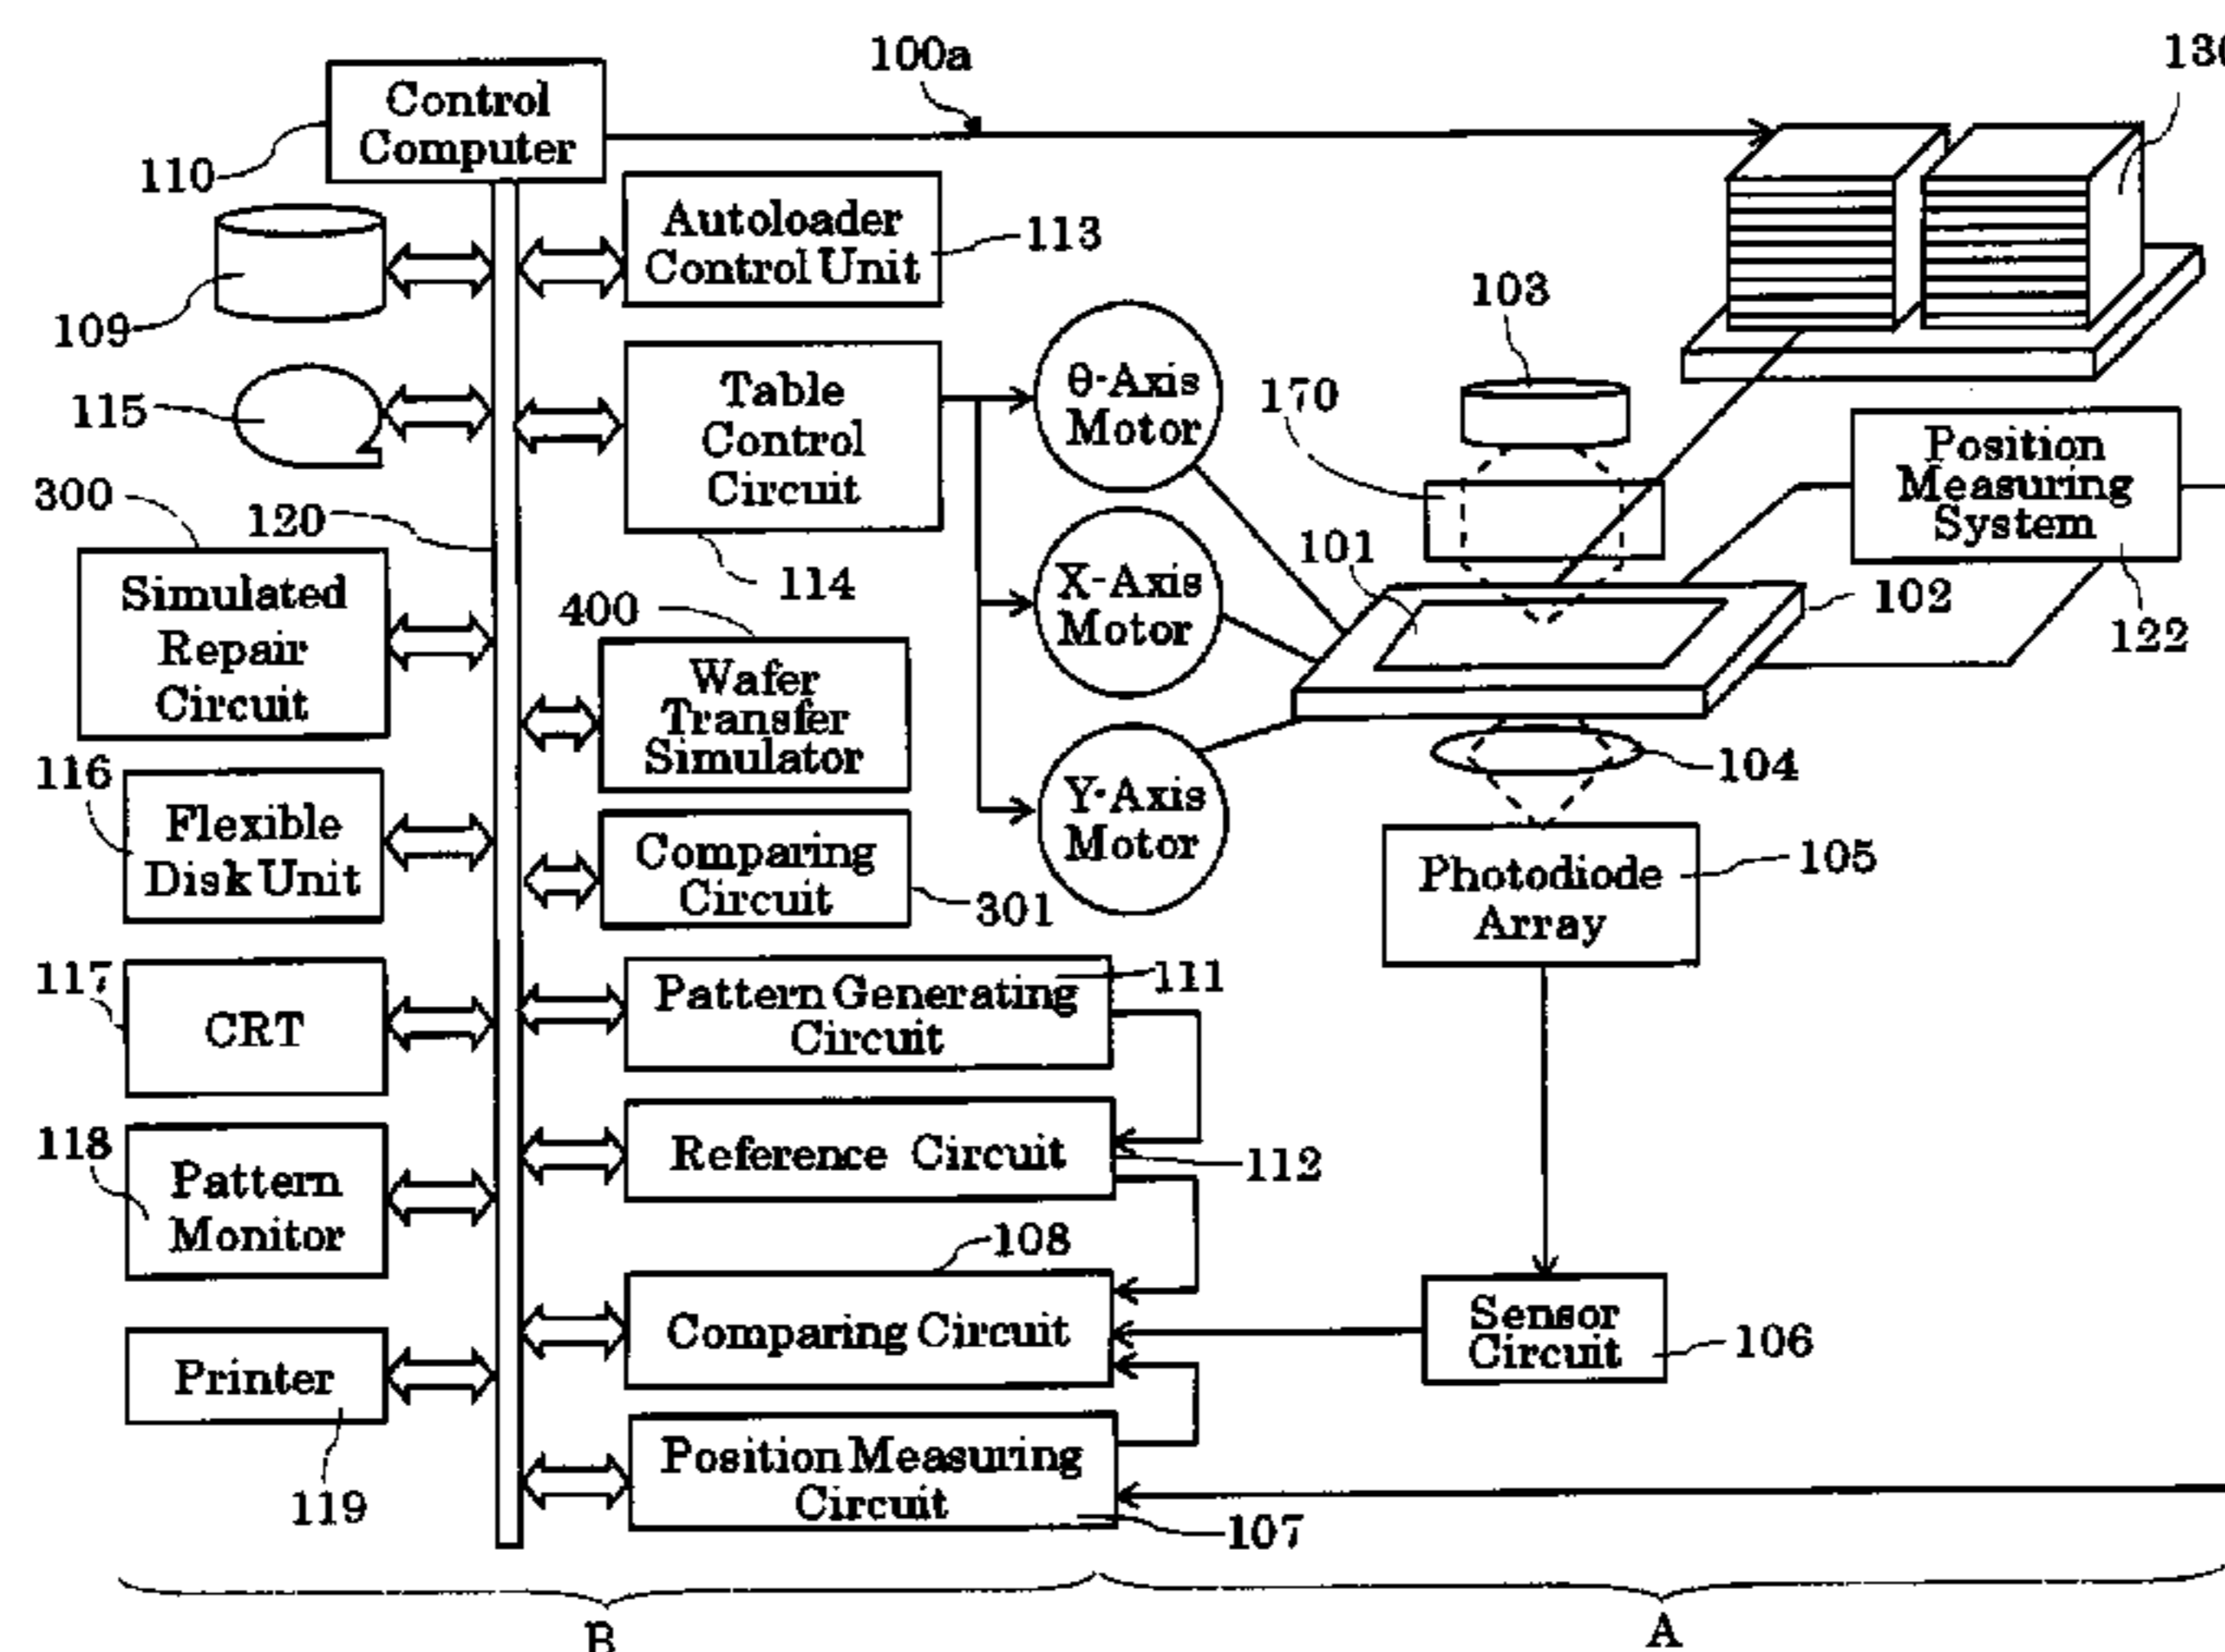 100a
130
Control
Computer
110
Autoloader
Control Unit
113
109
103
115
Table
Control
Circuit
114
θ-Axis
Motor
170
Position
Measuring
System
122
300
120
101
102
Simulated
Repair
Circuit
400
Wafer
Transfer
Simulator
X-Axis
Motor
104
116
Flexible
Disk Unit
Comparing
Circuit
301
Y-Axis
Motor
Photodiode
Array
105
117
CRT
Pattern Generating
Circuit
111
118
Pattern
Monitor
Reference Circuit
112
108
Comparing Circuit
Sensor
Circuit
106
Printer
119
Position Measuring
Circuit
107
B
A